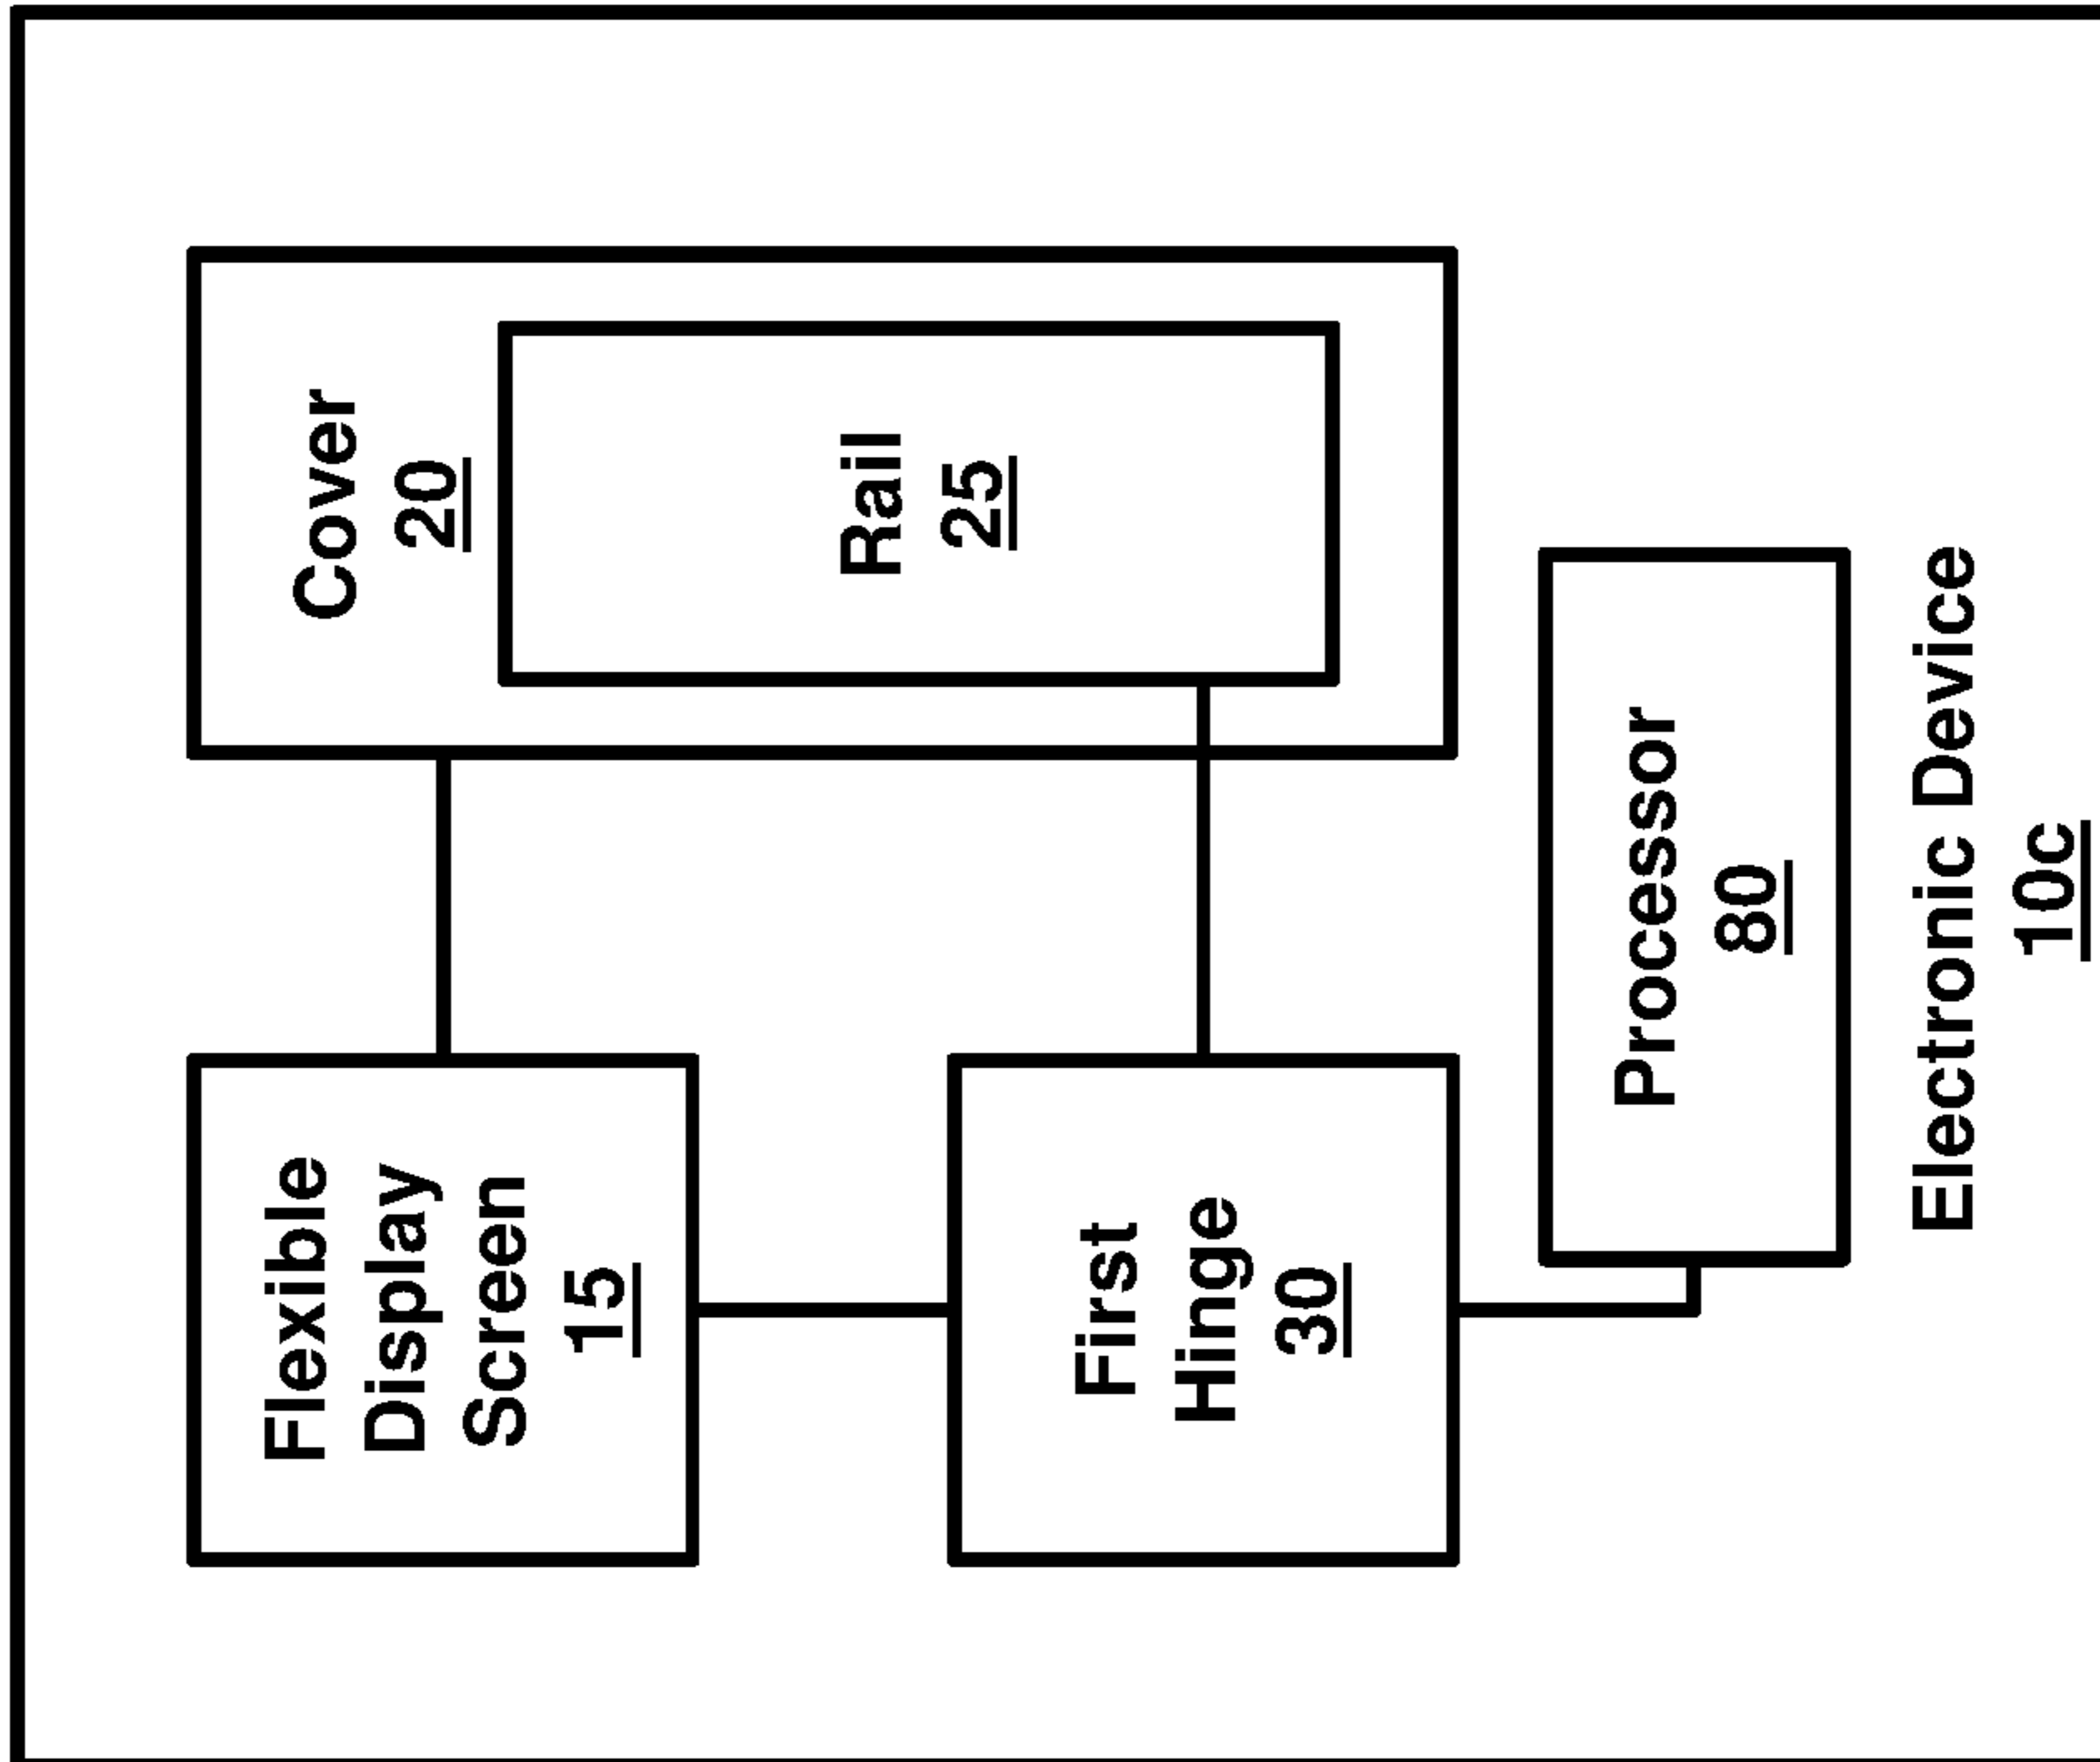 Flexible
Display
Screen
15
Cover
20
Rail
25
First
Hinge
30
Processor
80
Electronic Device
10c